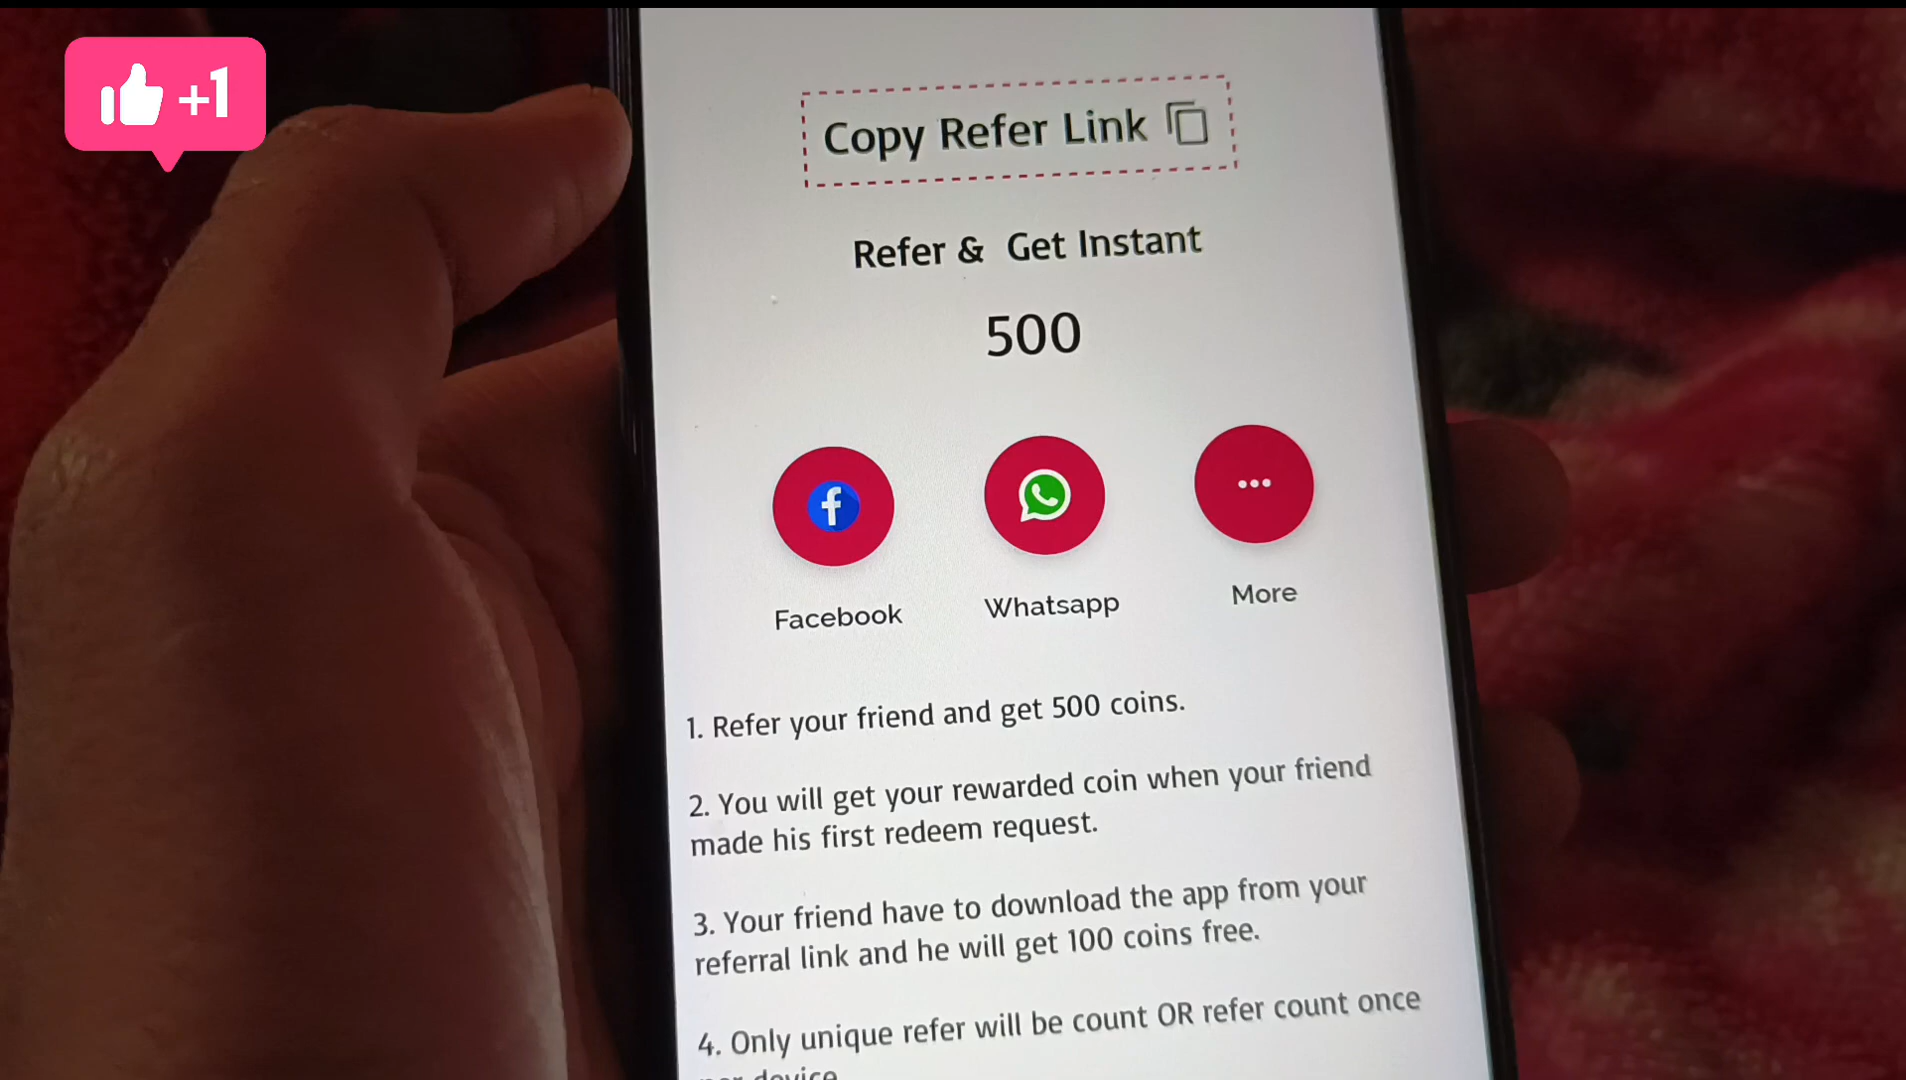 +1
Copy Refer Link
Refer & Get Instant
500
Facebook
Whatsapp
More
1. Refer your friend and get 500 coins.
2. You will get your rewarded coin when your friend
made his first redeem request.
3. Your friend have to download the app from your
referral link and he will get 100 coins free.
4. Only unique refer will be count OR refer count once
per device